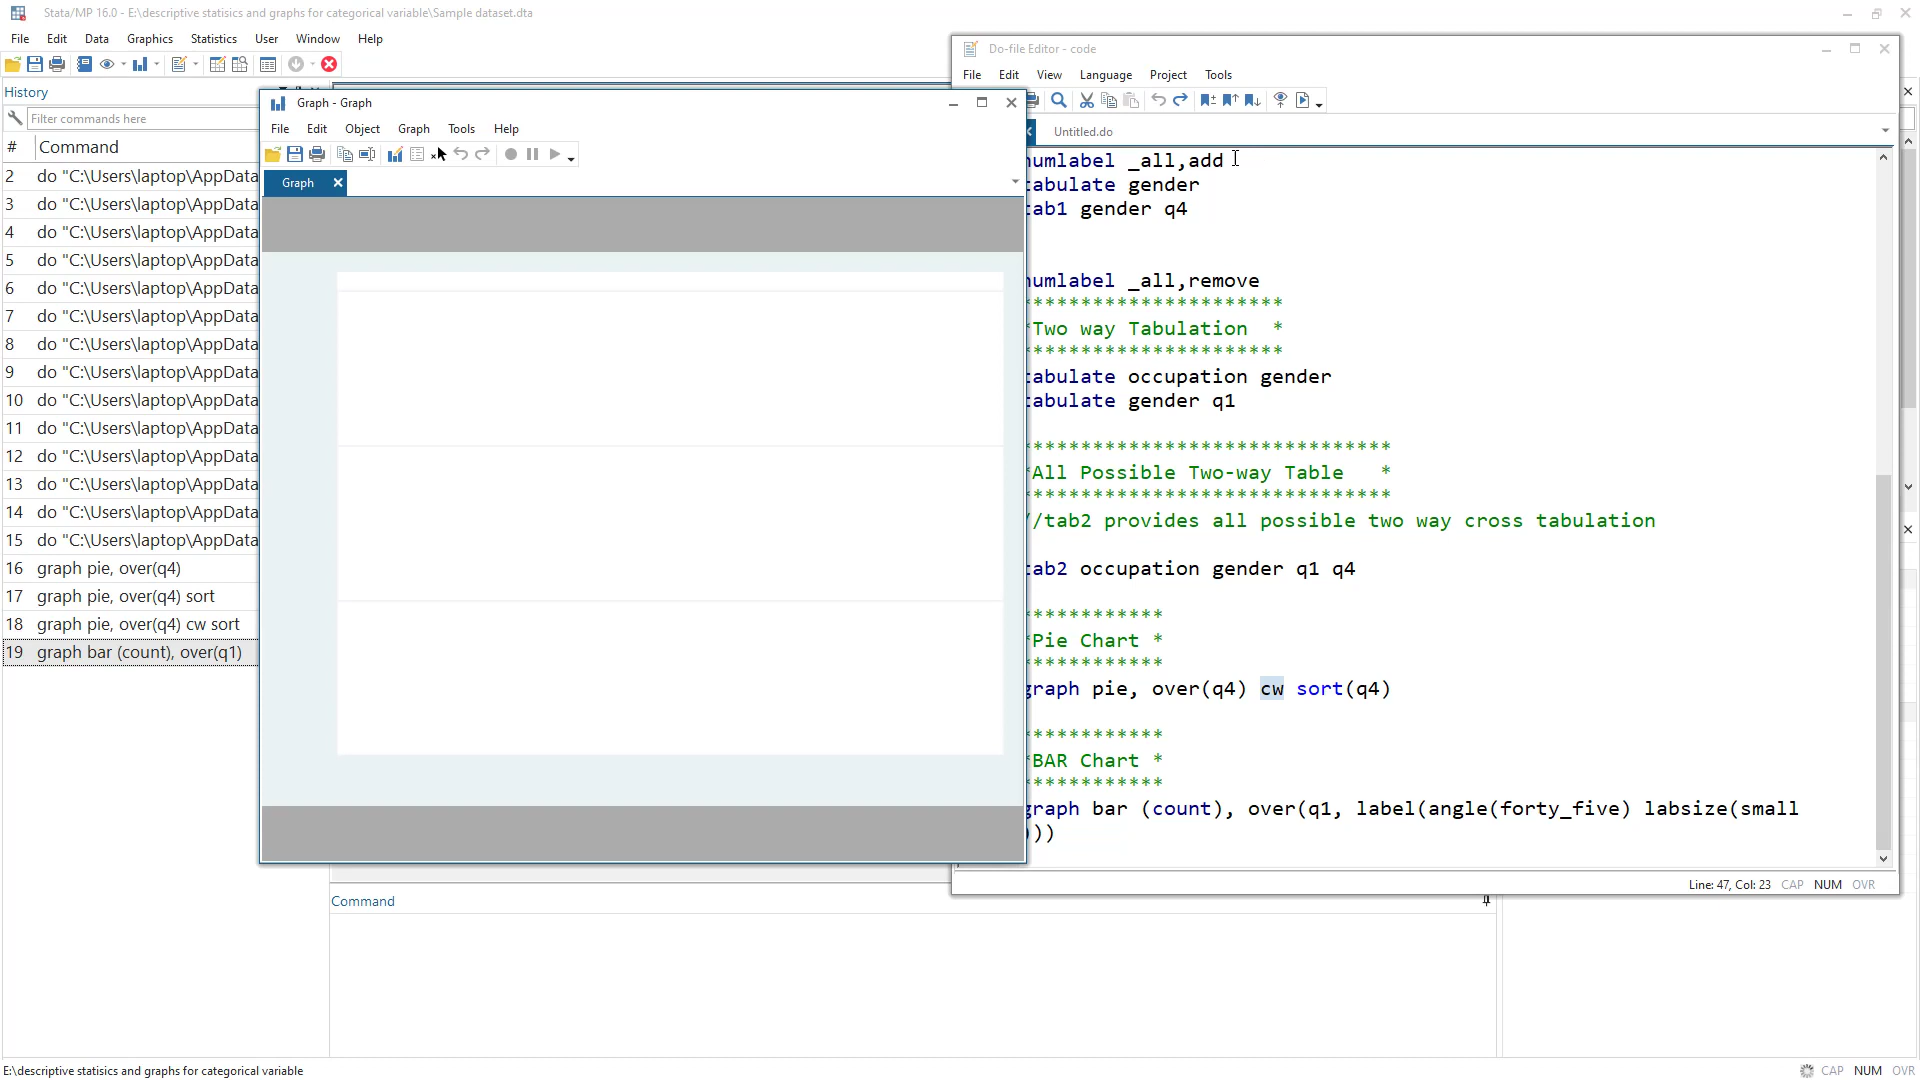 Stata/MP 16.0 - E:\descriptive statisics and graphs for categorical variable\Sample dataset.dta
File Edit Data Graphics Statistics User Window Help
History
Filter commands here
# Command
2 do "C:\Users\laptop\AppData
3 do "C:\Users\laptop\AppData
4 do "C:\Users\laptop\AppData
5 do "C:\Users\laptop\AppData
6 do "C:\Users\laptop\AppData
7 do "C:\Users\laptop\AppData
8 do "C:\Users\laptop\AppData
9 do "C:\Users\laptop\AppData
10 do "C:\Users\laptop\AppData
11 do "C:\Users\laptop\AppData
12 do "C:\Users\laptop\AppData
13 do "C:\Users\laptop\AppData
14 do "C:\Users\laptop\AppData
15 do "C:\Users\laptop\AppData
16 graph pie, over(q4)
17 graph pie, over(q4) sort
18 graph pie, over(q4) cw sort
19 graph bar (count), over(q1)
Graph - Graph
File Edit Object Graph Tools Help
Graph
Do-file Editor - code
File Edit View Language Project Tools
Untitled.do
numlabel _all,add
tabulate gender
tab1 gender q4
numlabel _all,remove
**********************
*Two way Tabulation *
**********************
tabulate occupation gender
tabulate gender q1
*******************************
*All Possible Two-way Table *
*******************************
//tab2 provides all possible two way cross tabulation
tab2 occupation gender q1 q4
************
*Pie Chart *
************
graph pie, over(q4) cw sort(q4)
************
*BAR Chart *
************
graph bar (count), over(q1, label(angle(forty_five) labsize(small
)))
Line: 47, Col: 23 CAP NUM OVR
Command
E:\descriptive statisics and graphs for categorical variable
CAP NUM OVR